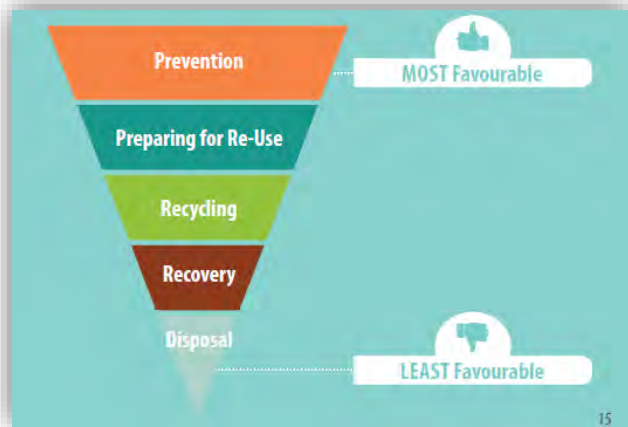 Prevention
MOST Favourable
Preparing for Re-Use
Recycling
Recovery
Disposal
LEAST Favourable
15